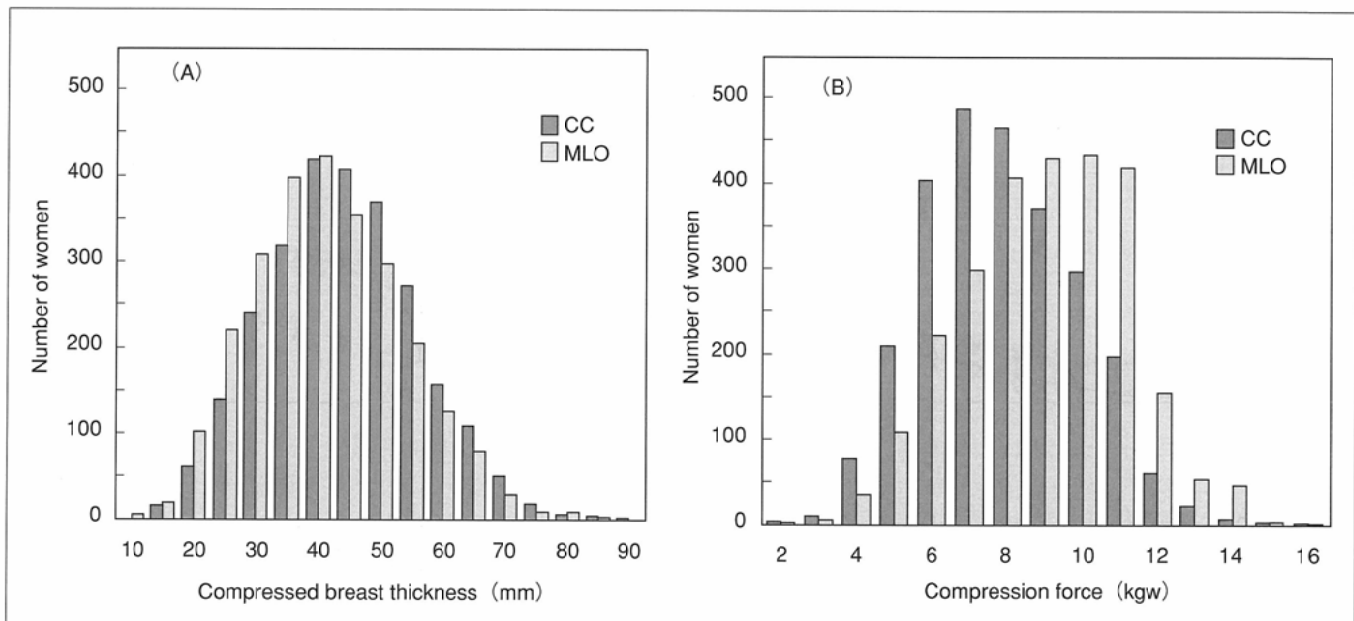 (A)
CC
MLO
Number of women
500
400
300
200
100
0
10 20 30 40 50 60 70 80 90
Compressed breast thickness (mm)
(B)
CC
MLO
Number of women
500
400
300
200
100
0
2 4 6 8 10 12 14 16
Compression force (kgw)